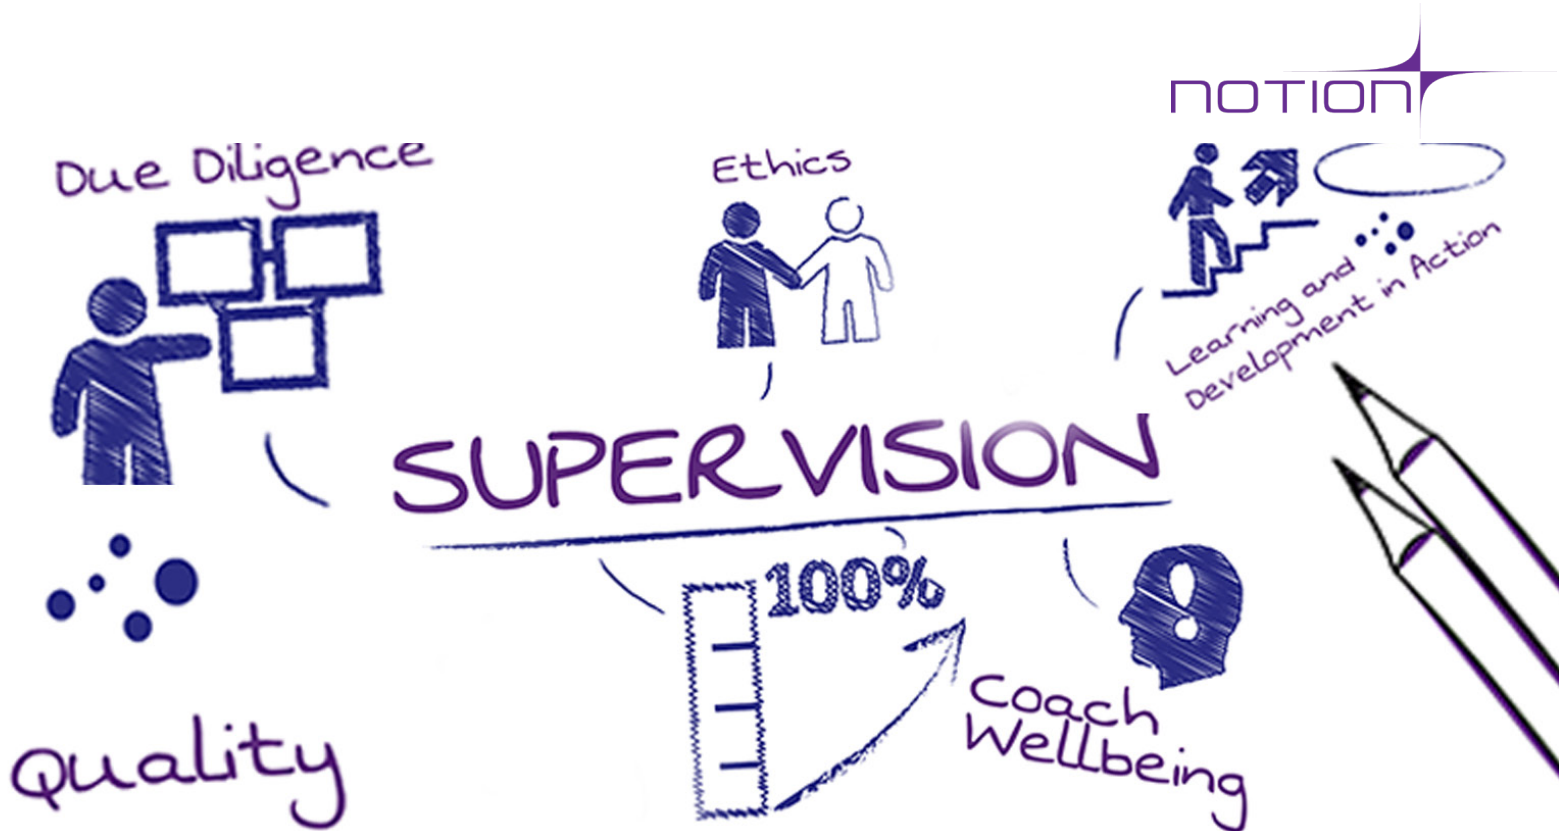 NOTION
Due Diligence
Ethics
Learning and
Development in Action
SUPERVISION
100%
Coach
Wellbeing
Quality